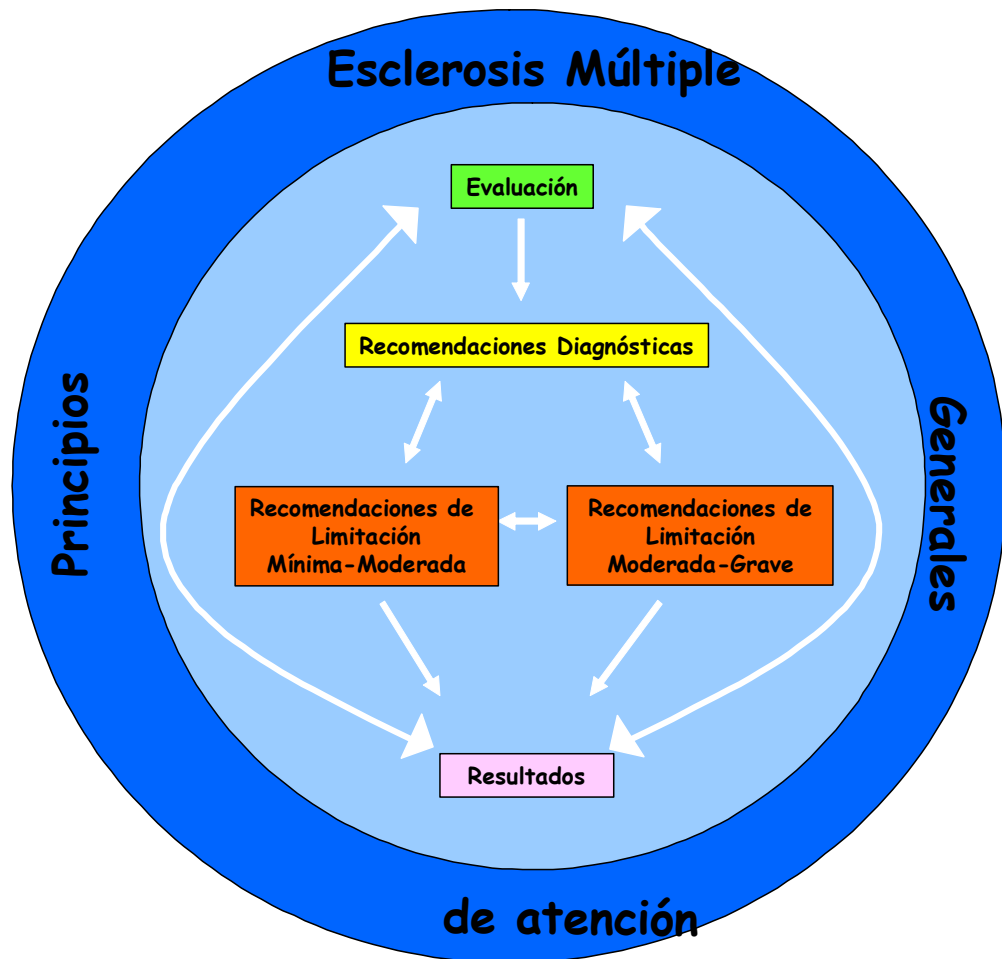 Esclerosis Múltiple
Evaluación
Recomendaciones Diagnósticas
Principios
Generales
Recomendaciones de
Limitación
Mínima-Moderada
Recomendaciones de
Limitación
Moderada-Grave
Resultados
de atención